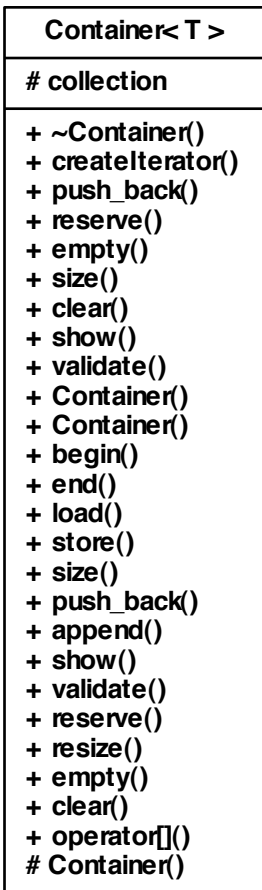 Container< T >
# collection
+ ~Container()
+ createIterator()
+ push_back()
+ reserve()
+ empty()
+ size()
+ clear()
+ show()
+ validate()
+ Container()
+ Container()
+ begin()
+ end()
+ load()
+ store()
+ size()
+ push_back()
+ append()
+ show()
+ validate()
+ reserve()
+ resize()
+ empty()
+ clear()
+ operator[]()
# Container()